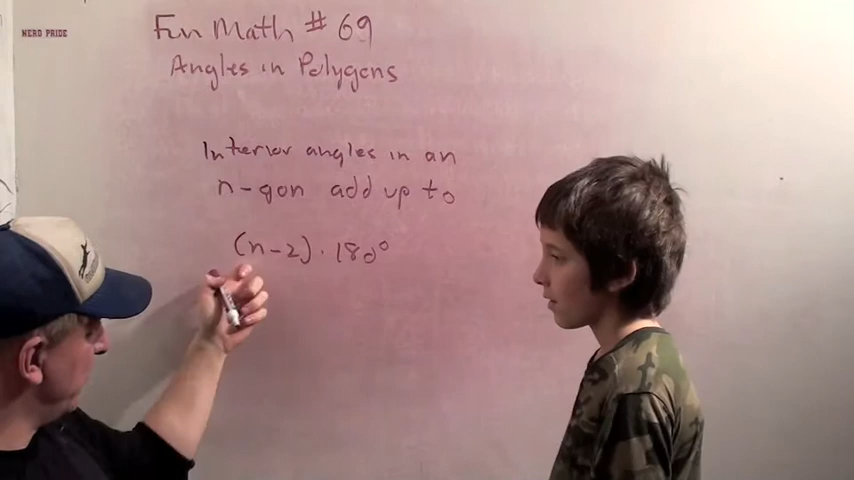 NERD PRIDE
Fun Math # 69
Angles in Polygons
Interior angles in an
n-gon add up to
(n-2) · 180°